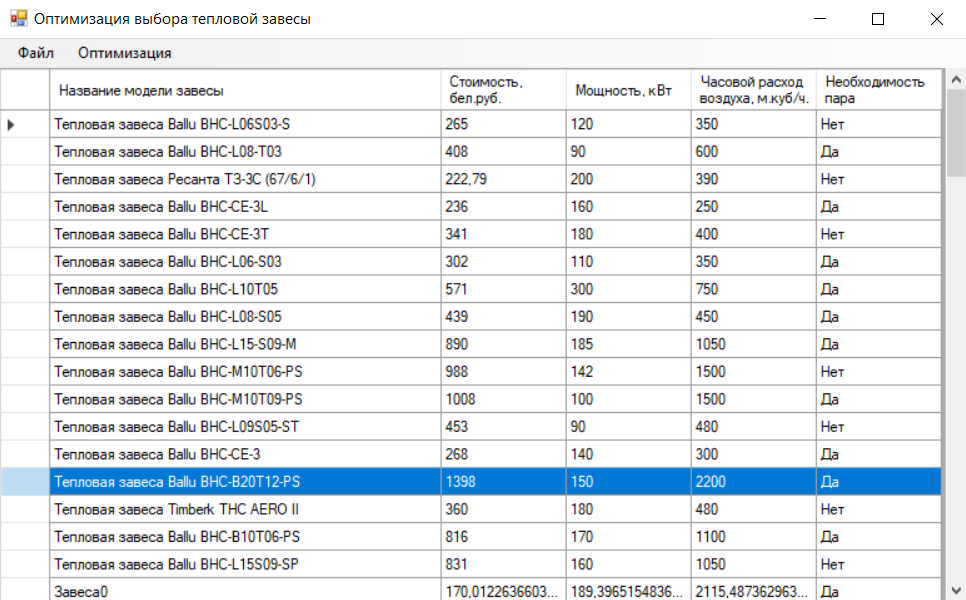 Оптимизация выбора тепловой завесы
Файл Оптимизация
Название модели завесы Стоимость, бел.руб. Мощность, кВт Часовой расход воздуха, м.куб/ч. Необходимость пара
Тепловая завеса Ballu BHC-L06S03-S 265 120 350 Нет
Тепловая завеса Ballu BHC-L08-T03 408 90 600 Да
Тепловая завеса Ресанта ТЗ-3С (67/6/1) 222,79 200 390 Нет
Тепловая завеса Ballu BHC-CE-3L 236 160 250 Да
Тепловая завеса Ballu BHC-CE-3T 341 180 400 Нет
Тепловая завеса Ballu BHC-L06-S03 302 110 350 Да
Тепловая завеса Ballu BHC-L10T05 571 300 750 Да
Тепловая завеса Ballu BHC-L08-S05 439 190 450 Да
Тепловая завеса Ballu BHC-L15-S09-M 890 185 1050 Да
Тепловая завеса Ballu BHC-M10T06-PS 988 142 1500 Нет
Тепловая завеса Ballu BHC-M10T09-PS 1008 100 1500 Да
Тепловая завеса Ballu BHC-L09S05-ST 453 90 480 Нет
Тепловая завеса Ballu BHC-CE-3 268 140 300 Да
Тепловая завеса Ballu BHC-B20T12-PS 1398 150 2200 Да
Тепловая завеса Timberk THC AERO II 360 180 480 Нет
Тепловая завеса Ballu BHC-B10T06-PS 816 170 1100 Да
Тепловая завеса Ballu BHC-L15S09-SP 831 160 1050 Нет
Завеса0 170,0122636603... 189,3965154836... 2115,487362963... Да